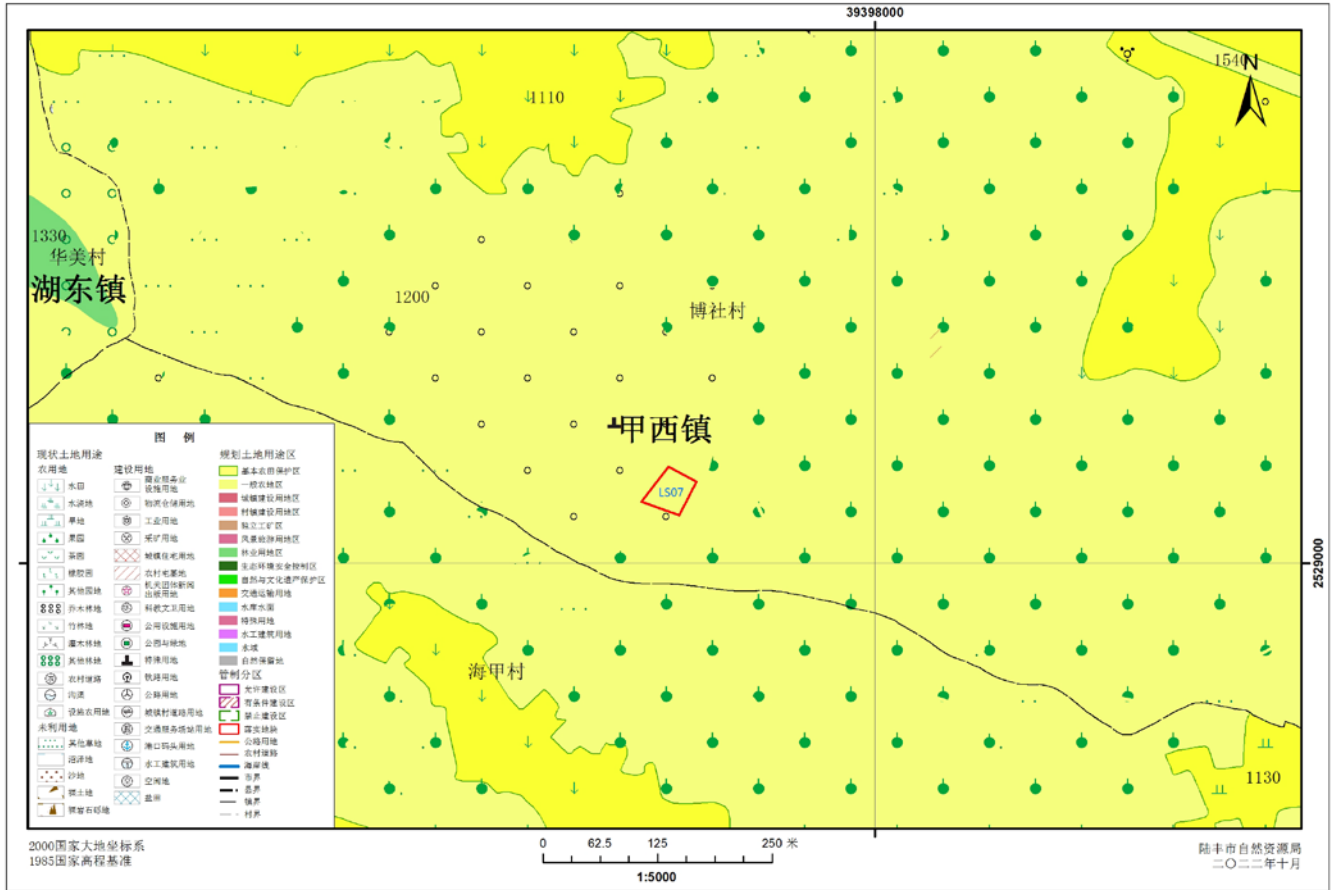 39398000
N
1540
1110
1330
华美村
湖东镇
1200
博社村
甲西镇
LS07
2529000
海甲村
1130
图 例
现状土地用途
农用地
水田
水浇地
旱地
果园
茶园
橡胶园
其他园地
乔木林地
竹林地
灌木林地
其他林地
农村道路
沟渠
设施农用地
未利用地
其他草地
沼泽地
沙地
裸土地
裸岩石砾地
建设用地
商业服务业
设施用地
物流仓储用地
工业用地
采矿用地
城镇住宅用地
农村宅基地
机关团体新闻
出版用地
科教文卫用地
公用设施用地
公园与绿地
特殊用地
铁路用地
公路用地
城镇村道路用地
交通服务场站用地
港口码头用地
水工建筑用地
空闲地
盐田
规划土地用途区
基本农田保护区
一般农地区
城镇建设用地区
村镇建设用地区
独立工矿区
风景旅游用地区
林业用地区
生态环境安全控制区
自然与文化遗产保护区
交通运输用地
水库水面
特殊用地
水工建筑用地
水域
自然保留地
管制分区
允许建设区
有条件建设区
禁止建设区
落实地块
公路用地
农村道路
海岸线
市界
县界
镇界
村界
2000国家大地坐标系
1985国家高程基准
0 62.5 125 250 米
1:5000
陆丰市自然资源局
二〇二二年十月